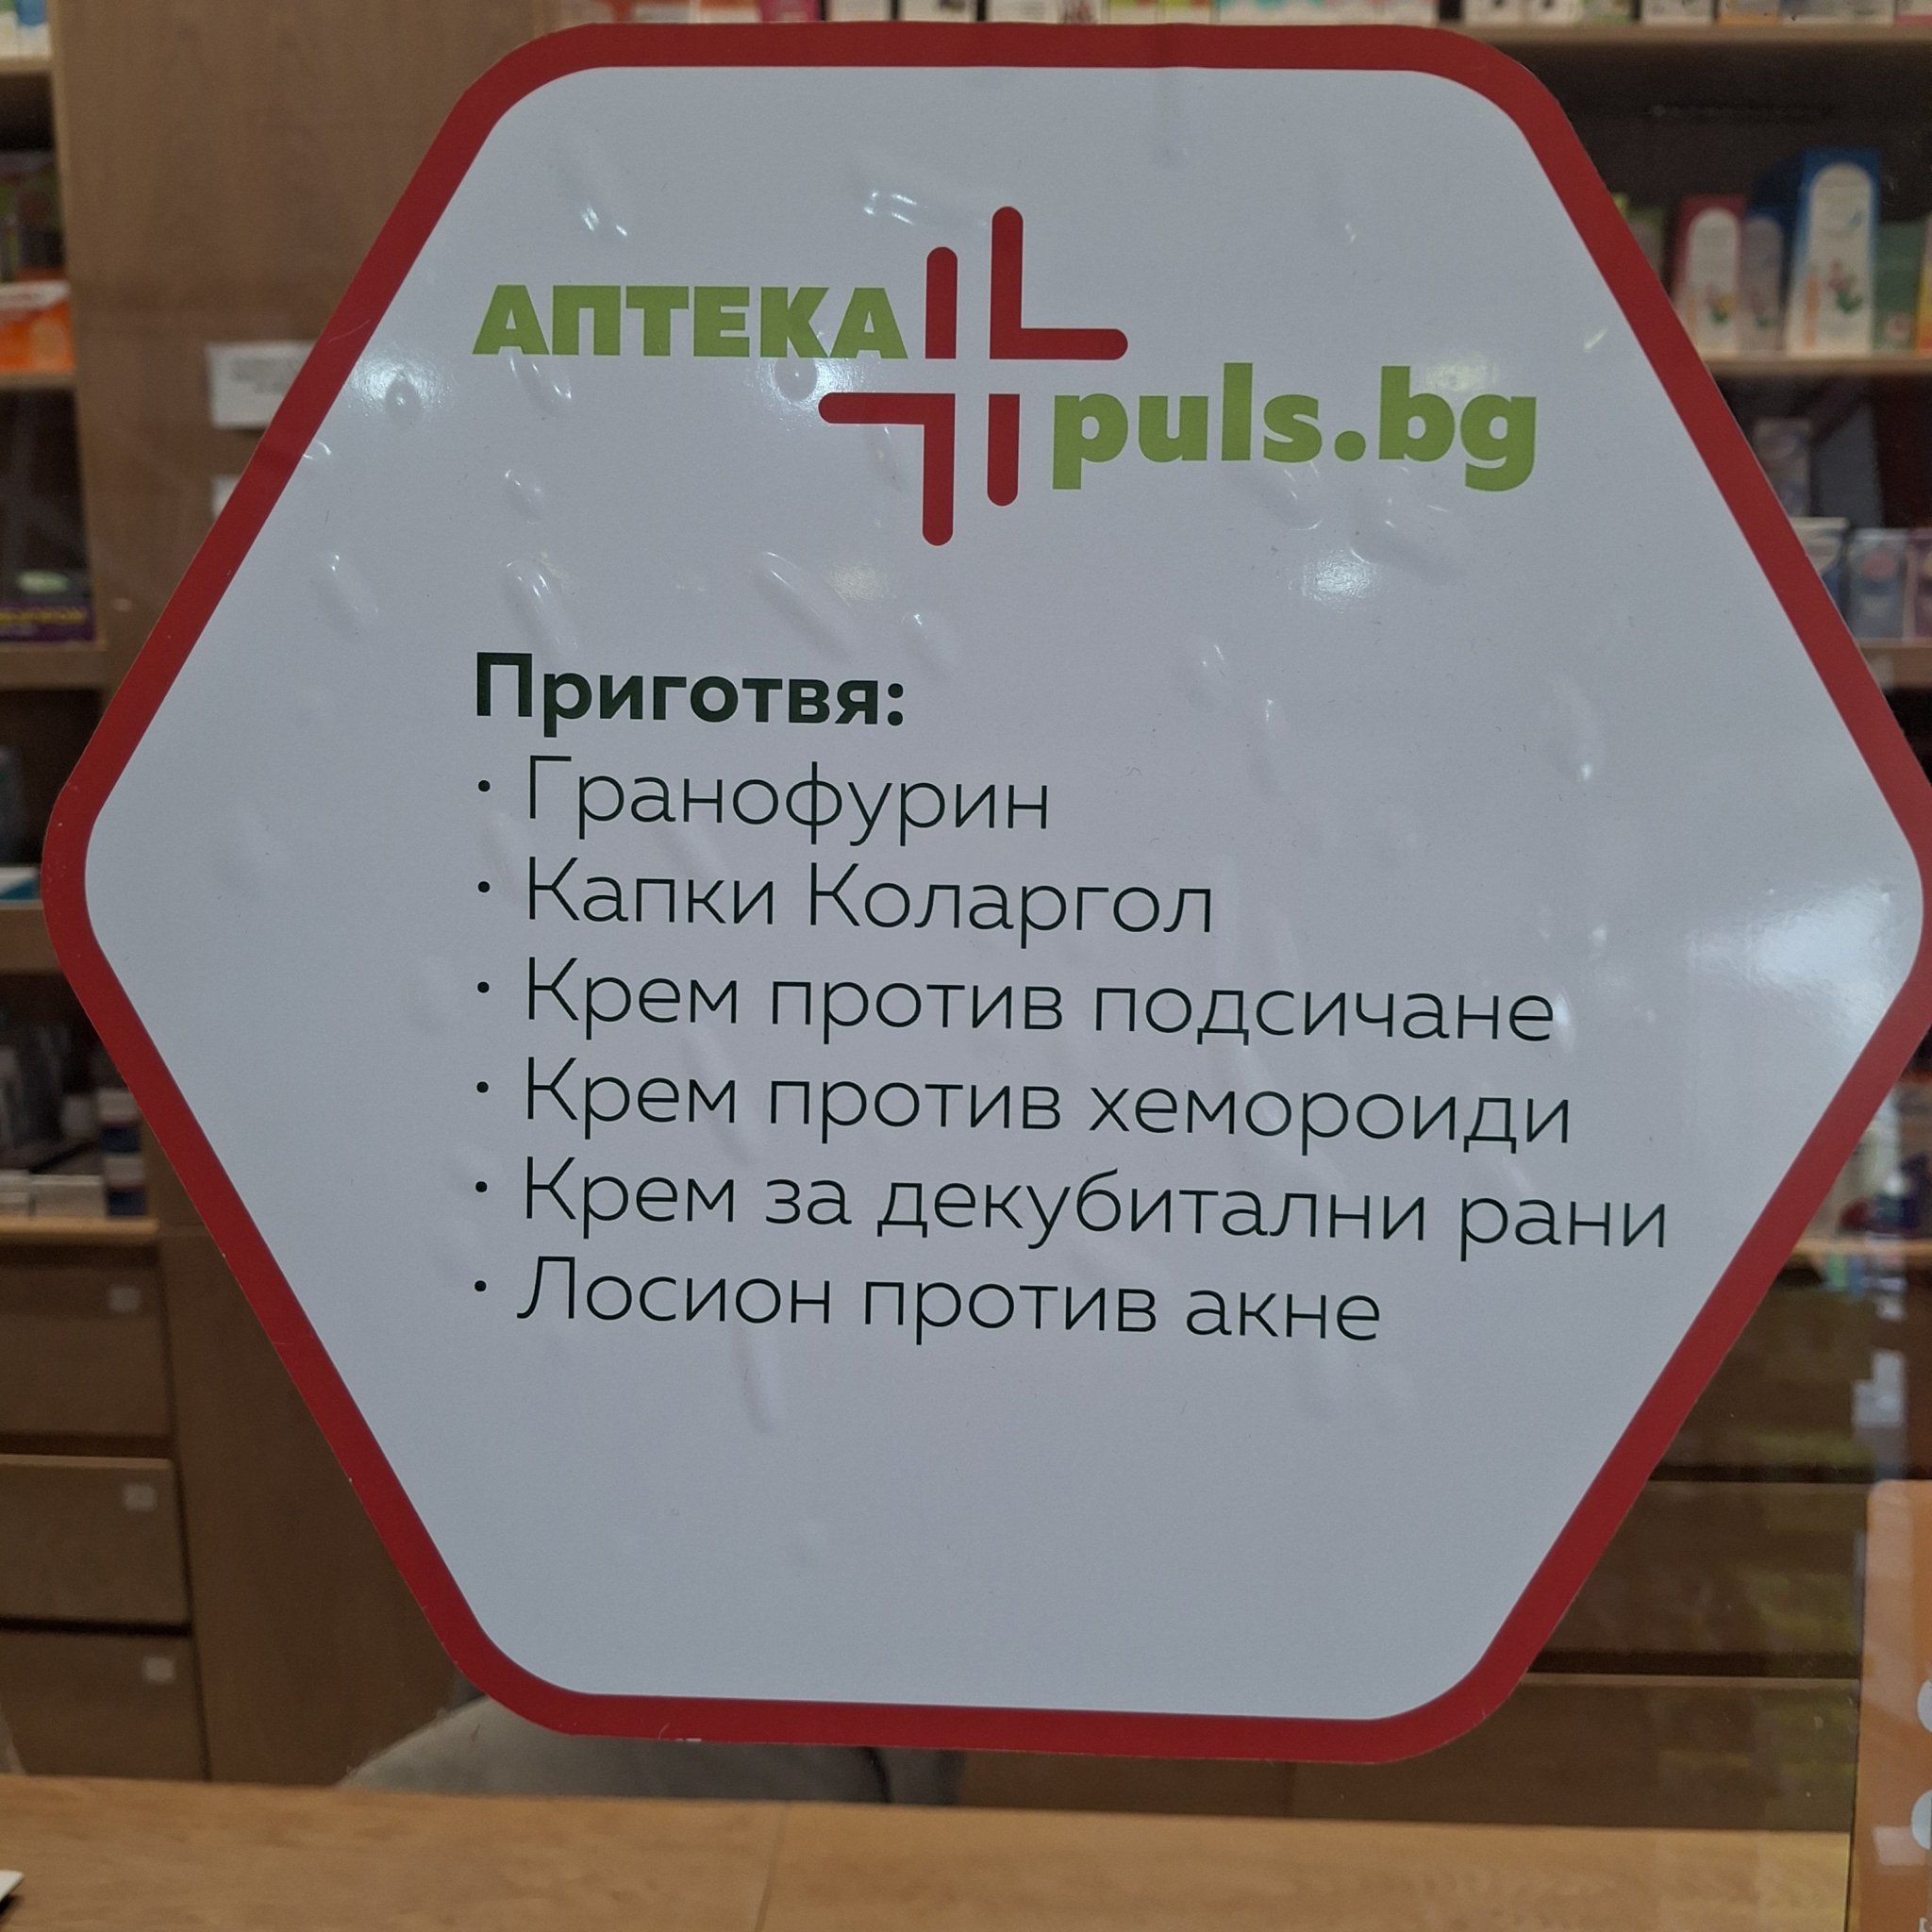 АПТЕКА
puls.bg
Приготвя:
· Гранофурин
· Капки Коларгол
· Крем против подсичане
· Крем против хемороиди
· Крем за декубитални рани
· Лосион против акне